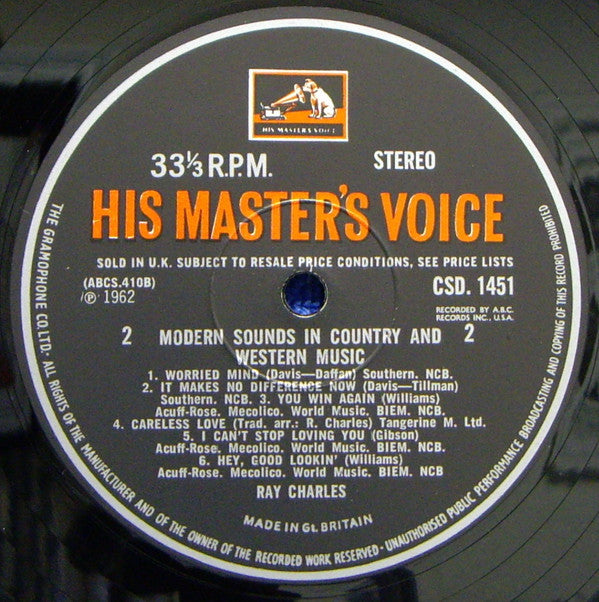 HIS MASTER'S VOICE
33⅓ R.P.M. STEREO
HIS MASTER'S VOICE
SOLD IN U.K. SUBJECT TO RESALE PRICE CONDITIONS, SEE PRICE LISTS
(ABCS.410B) CSD. 1451
℗ 1962
RECORDED BY A.B.C.
RECORDS INC., U.S.A.
2 MODERN SOUNDS IN COUNTRY AND 2
WESTERN MUSIC
1. WORRIED MIND (Davis—Daffan) Southern. NCB.
2. IT MAKES NO DIFFERENCE NOW (Davis—Tillman)
Southern. NCB. 3. YOU WIN AGAIN (Williams)
Acuff-Rose. Mecolico. World Music. BIEM. NCB.
4. CARELESS LOVE (Trad. arr.: R. Charles) Tangerine M. Ltd.
5. I CAN'T STOP LOVING YOU (Gibson)
Acuff-Rose. Mecolico. World Music. BIEM. NCB.
6. HEY, GOOD LOOKIN' (Williams)
Acuff-Rose. Mecolico. World Music. BIEM. NCB
RAY CHARLES
MADE IN GT. BRITAIN
THE GRAMOPHONE CO. LTD. · ALL RIGHTS OF THE MANUFACTURER AND OF THE OWNER OF THE RECORDED WORK RESERVED · UNAUTHORISED PUBLIC PERFORMANCE BROADCASTING AND COPYING OF THIS RECORD PROHIBITED